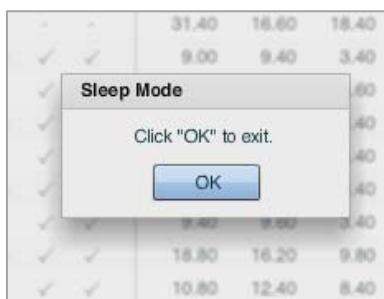 - - 31.40 16.60 18.40
✓ ✓ 9.00 9.40 3.40
Sleep Mode
Click "OK" to exit.
OK
18.80 16.20 9.80
10.80 12.40 8.40